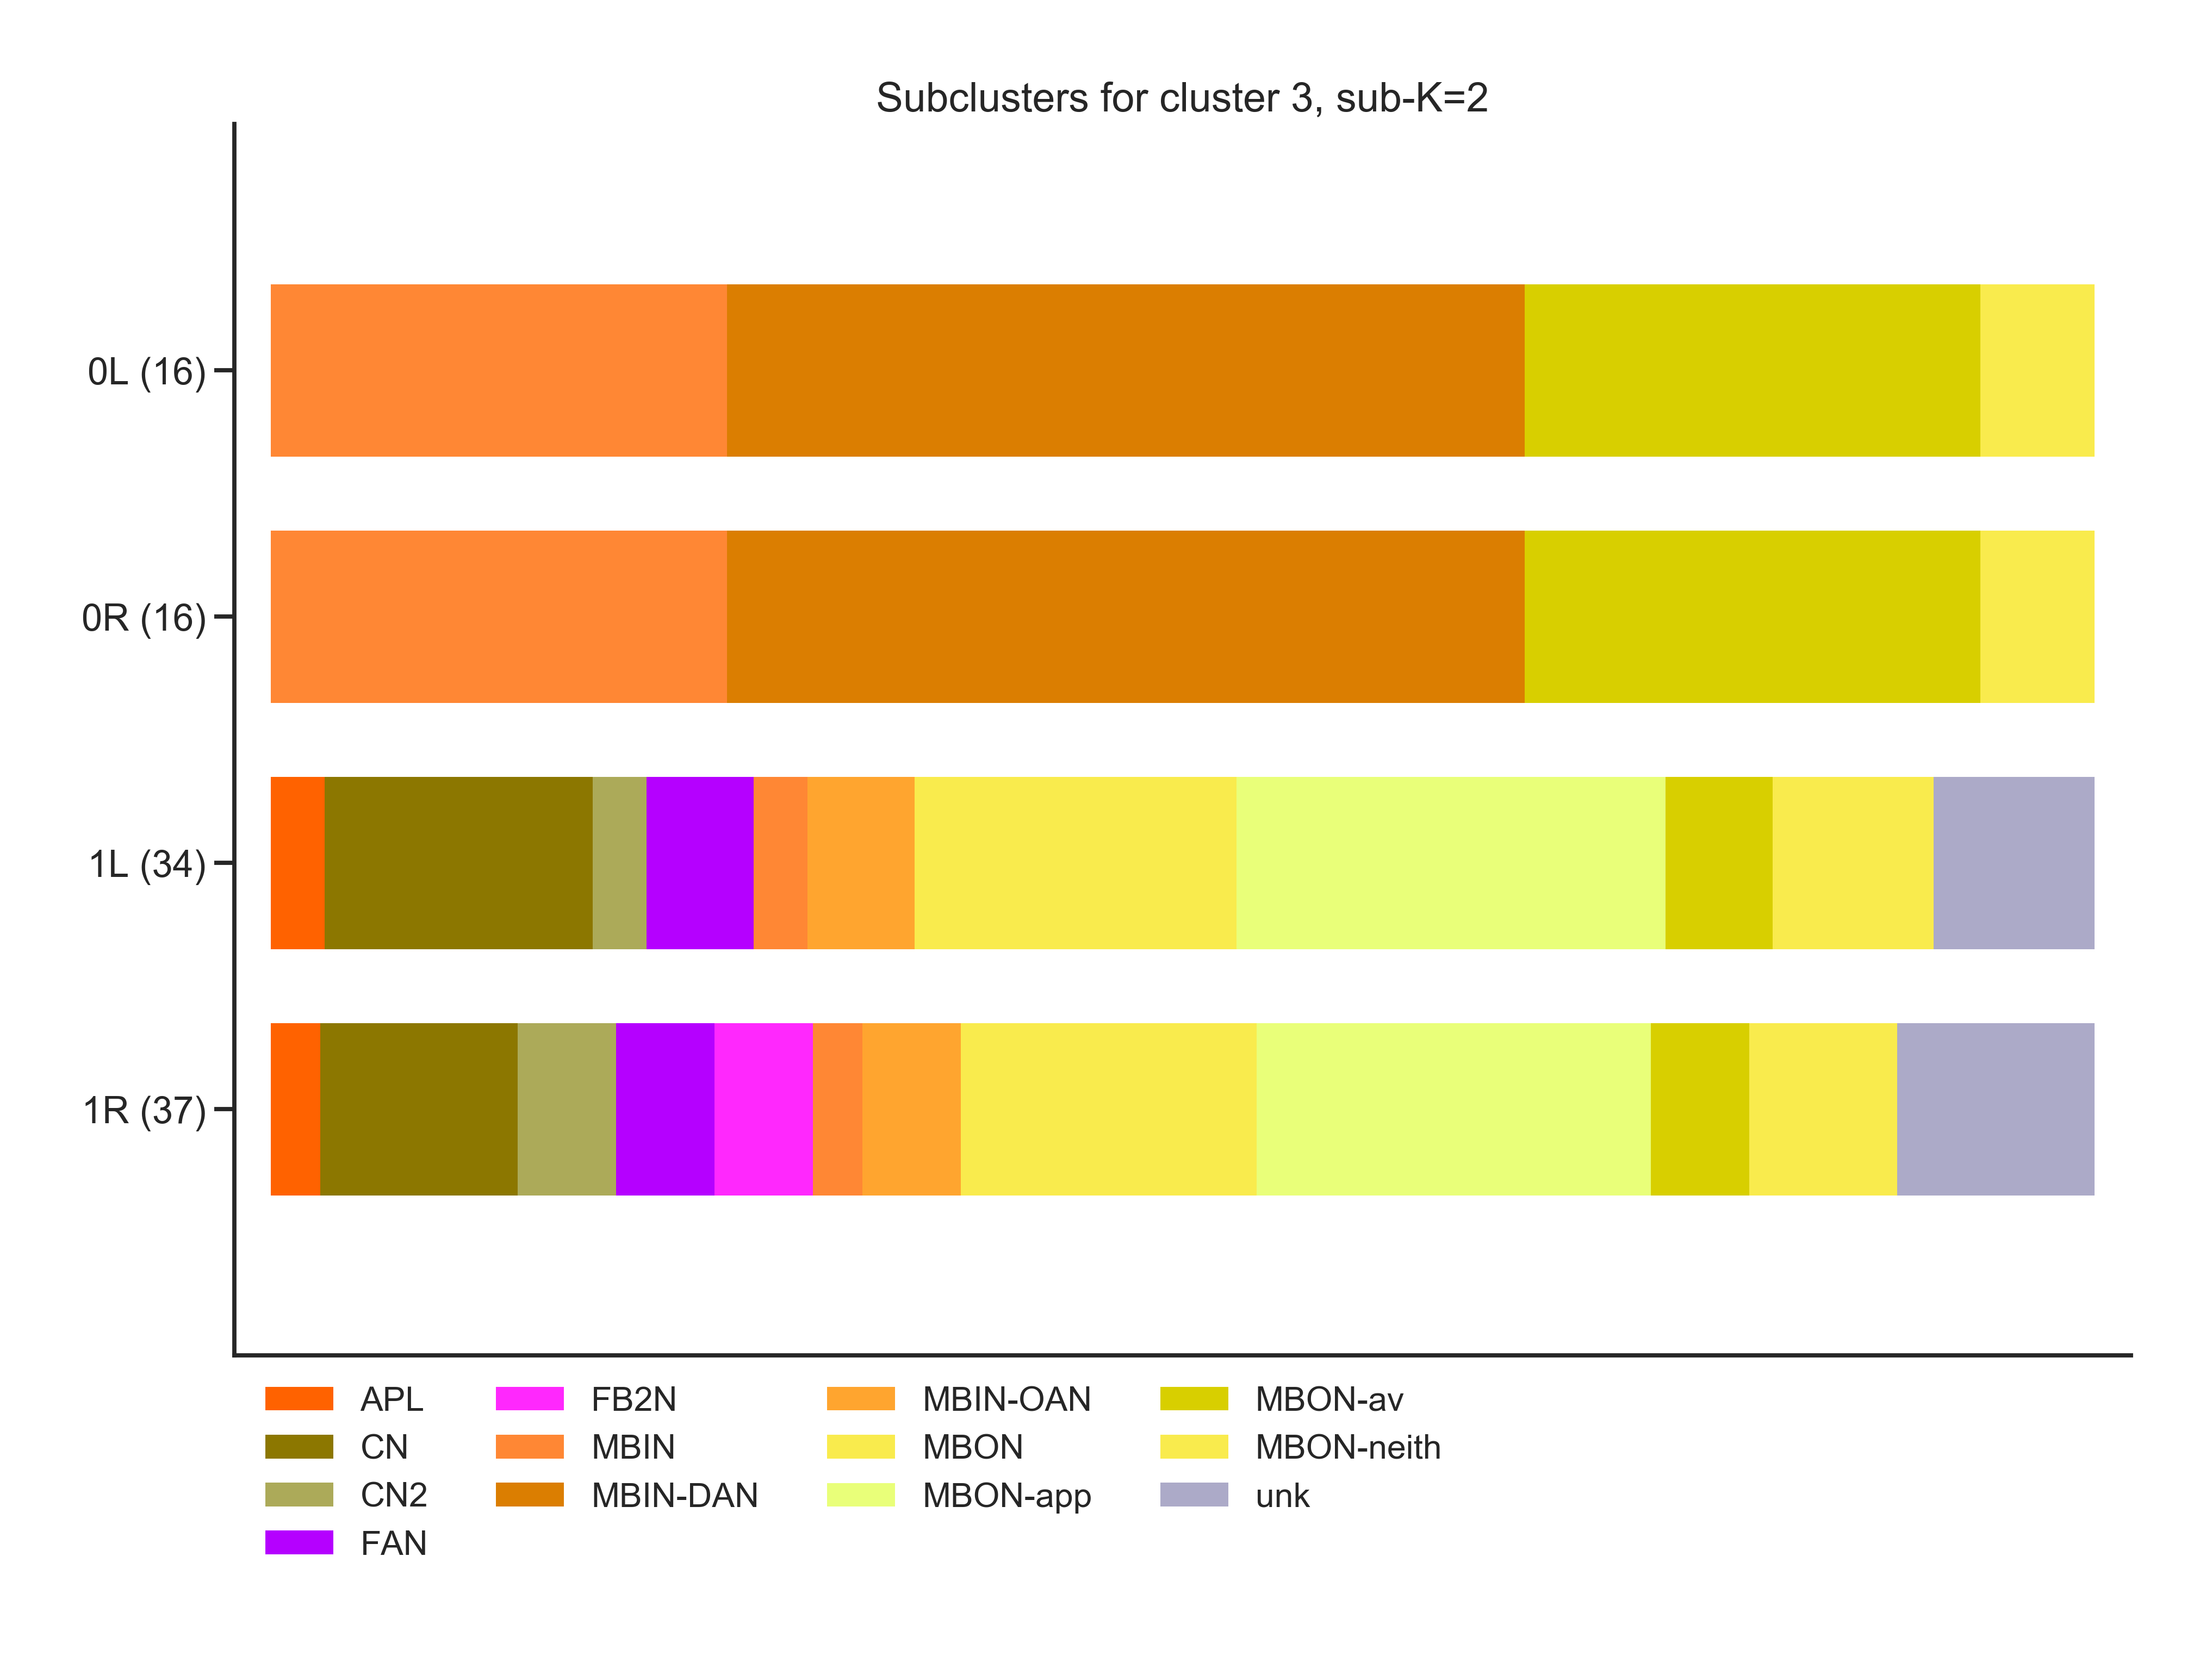 Subclusters for cluster 3, sub-K=2
0L (16)
0R (16)
1L (34)
1R (37)
APL
CN
CN2
FAN
FB2N
MBIN
MBIN-DAN
MBIN-OAN
MBON
MBON-app
MBON-av
MBON-neith
unk